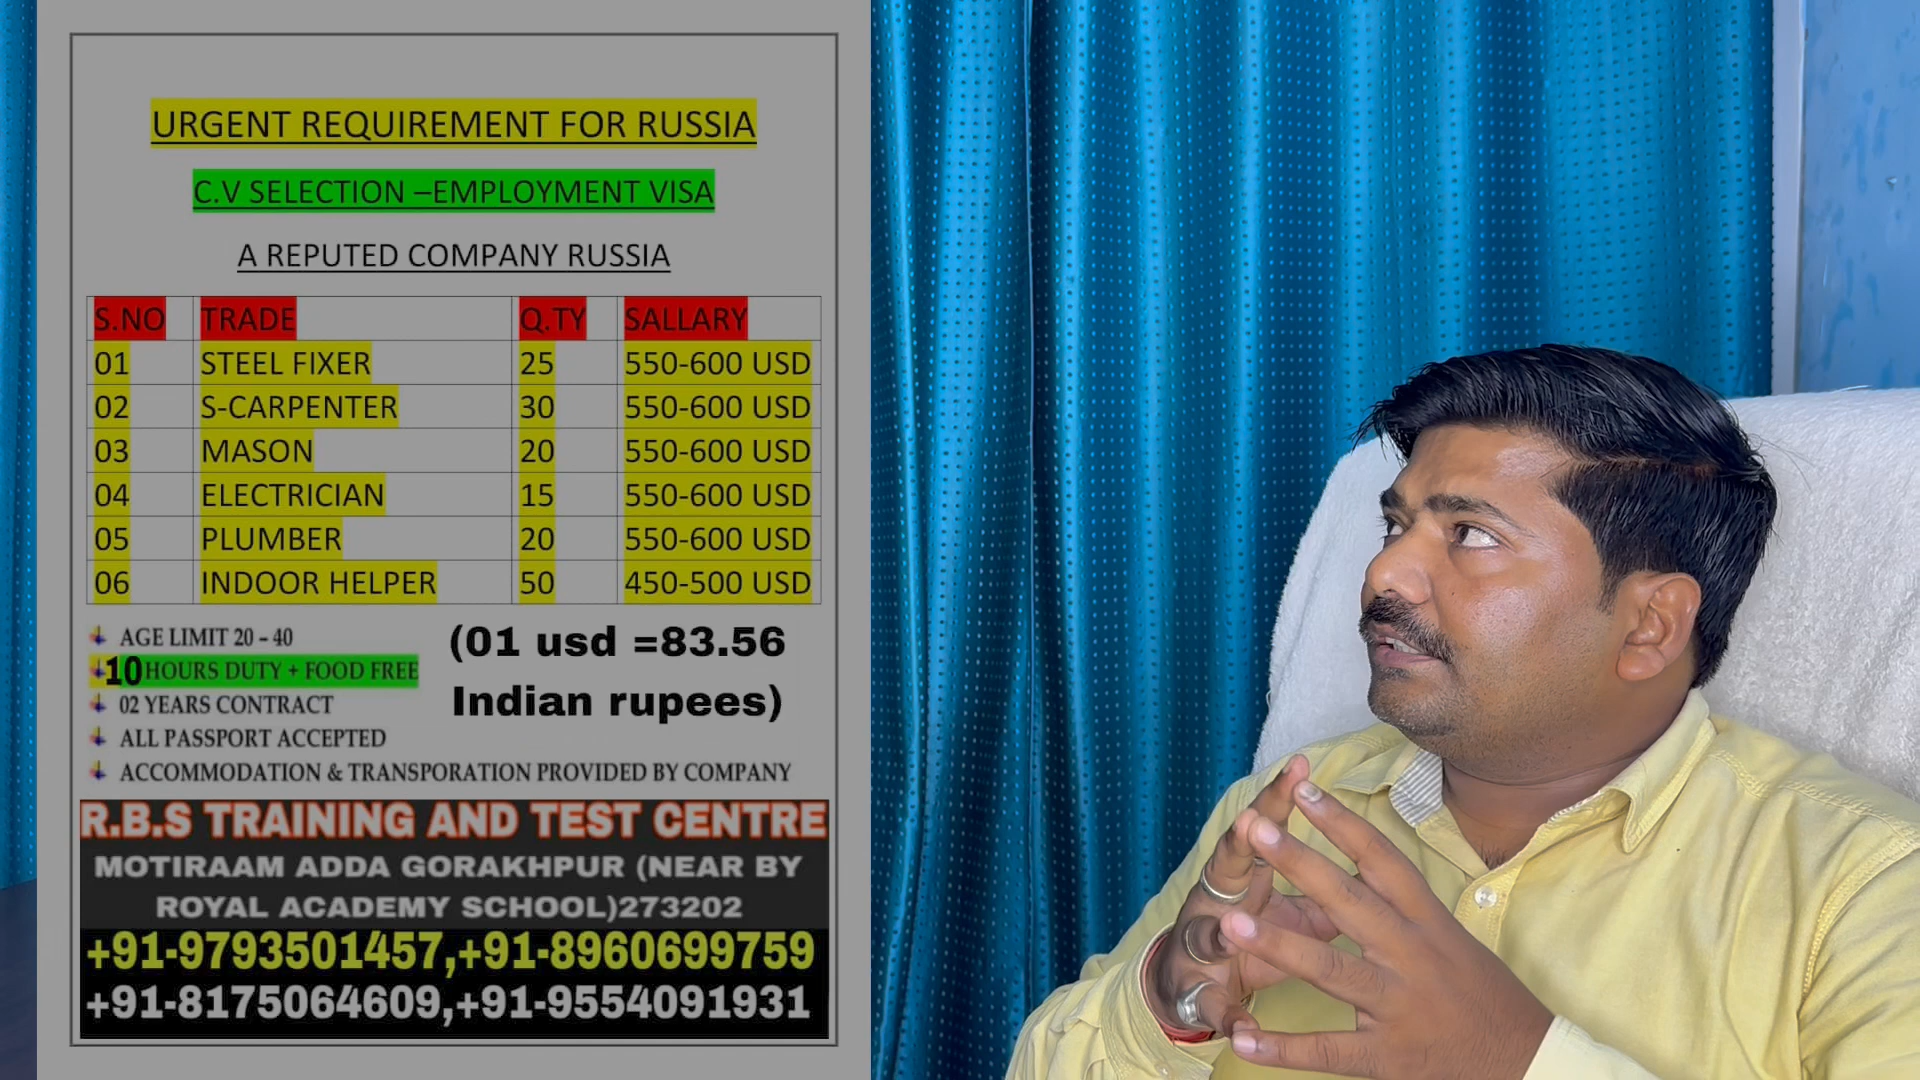 URGENT REQUIREMENT FOR RUSSIA
C.V SELECTION –EMPLOYMENT VISA
A REPUTED COMPANY RUSSIA
S.NO TRADE Q.TY SALLARY
01 STEEL FIXER 25 550-600 USD
02 S-CARPENTER 30 550-600 USD
03 MASON 20 550-600 USD
04 ELECTRICIAN 15 550-600 USD
05 PLUMBER 20 550-600 USD
06 INDOOR HELPER 50 450-500 USD
AGE LIMIT 20 – 40
10 HOURS DUTY + FOOD FREE
02 YEARS CONTRACT
ALL PASSPORT ACCEPTED
ACCOMMODATION & TRANSPORATION PROVIDED BY COMPANY
(01 usd =83.56
Indian rupees)
R.B.S TRAINING AND TEST CENTRE
MOTIRAAM ADDA GORAKHPUR (NEAR BY
ROYAL ACADEMY SCHOOL)273202
+91-9793501457,+91-8960699759
+91-8175064609,+91-9554091931